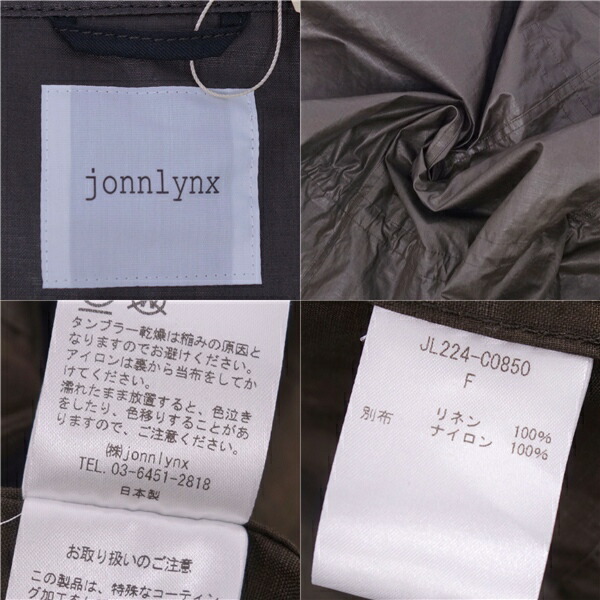 jonnlynx
タンブラー乾燥は縮みの原因と
なりますのでお避けください。
アイロンは裏から当布をしてか
けてください。
濡れたまま放置すると、色泣き
をしたり、色移りすることがあ
りますので、ご注意ください。
㈱jonnlynx
TEL. 03-6451-2818
日本製
お取り扱いのご注意
この製品は、特殊なコーティン
グ加工を
JL224-C0850
F
リネン 100%
別布 ナイロン 100%